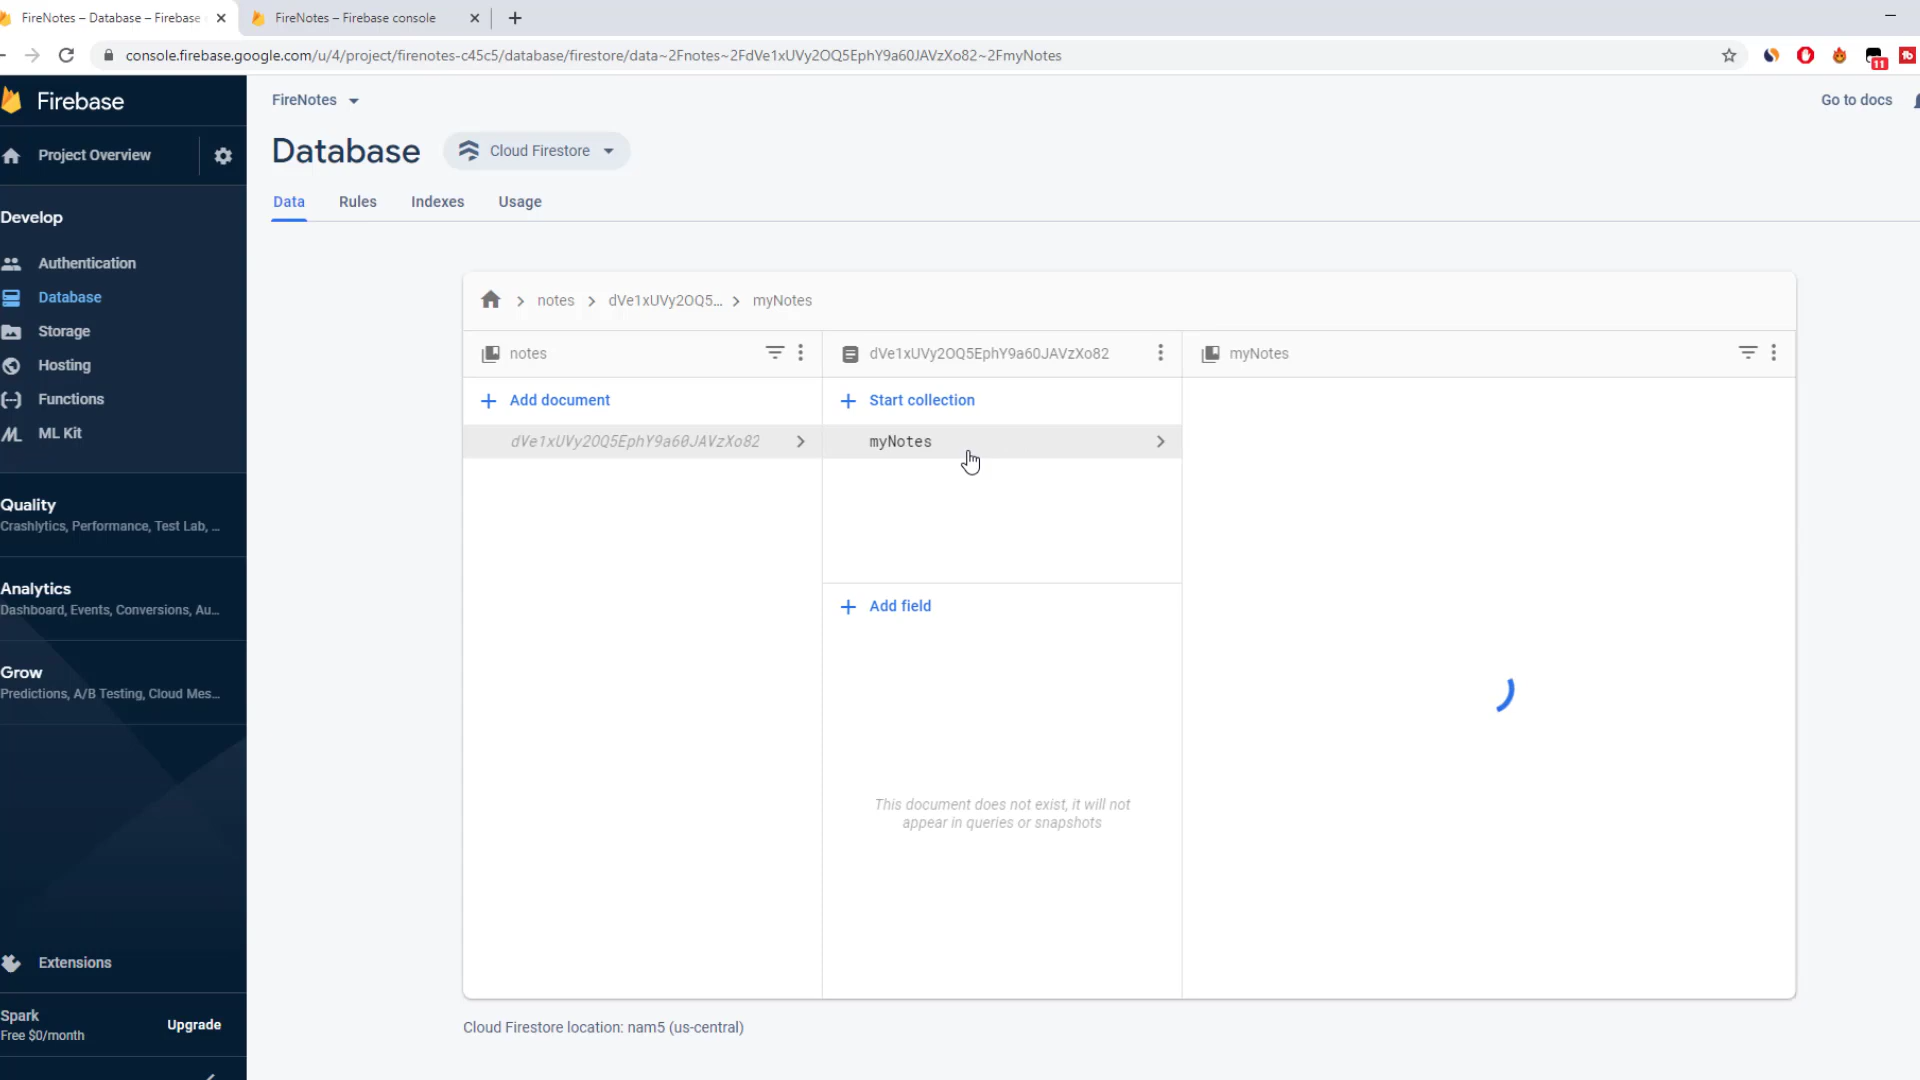 FireNotes – Database – Firebase
FireNotes – Firebase console
console.firebase.google.com/u/4/project/firenotes-c45c5/database/firestore/data~2Fnotes~2FdVe1xUVy2OQ5EphY9a60JAVzXo82~2FmyNotes
11
Firebase
FireNotes
Go to docs
Project Overview
Database
Cloud Firestore
Data
Rules
Indexes
Usage
Develop
Authentication
Database
Storage
Hosting
Functions
ML Kit
Quality
Crashlytics, Performance, Test Lab, ...
Analytics
Dashboard, Events, Conversions, Au...
Grow
Predictions, A/B Testing, Cloud Mes...
Extensions
Spark
Free $0/month
Upgrade
notes
dVe1xUVy2OQ5...
myNotes
notes
dVe1xUVy2OQ5EphY9a60JAVzXo82
myNotes
Add document
Start collection
dVe1xUVy2OQ5EphY9a60JAVzXo82
myNotes
Add field
This document does not exist, it will not
appear in queries or snapshots
Cloud Firestore location: nam5 (us-central)